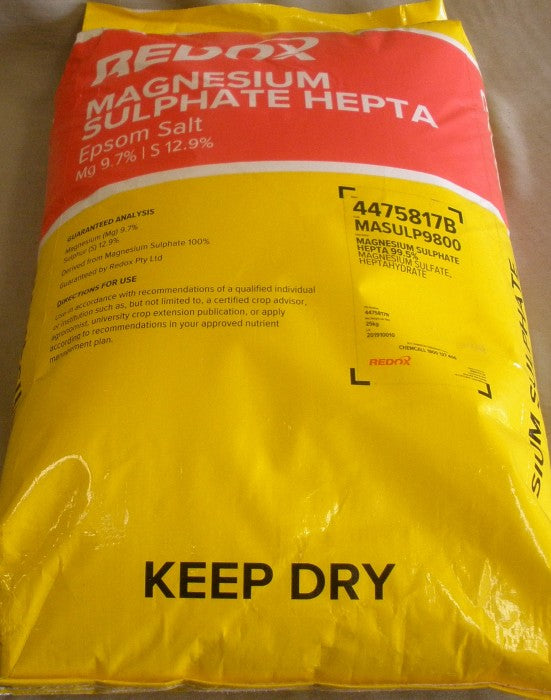 REDOX
MAGNESIUM
SULPHATE HEPTA
Epsom Salt
Mg 9.7% | S 12.9%
GUARANTEED ANALYSIS
Magnesium (Mg) 9.7%
Sulphur (S) 12.9%
Derived from Magnesium Sulphate 100%
Guaranteed by Redox Pty Ltd
DIRECTIONS FOR USE
Use in accordance with recommendations of a qualified individual
or institution such as, but not limited to, a certified crop advisor,
agronomist, university crop extension publication, or apply
according to recommendations in your approved nutrient
management plan.
4475817B
MASULP9800
MAGNESIUM SULPHATE
HEPTA 99.5%
MAGNESIUM SULFATE,
HEPTAHYDRATE
25kg
REDOX
SIUM SULPHATE
KEEP DRY